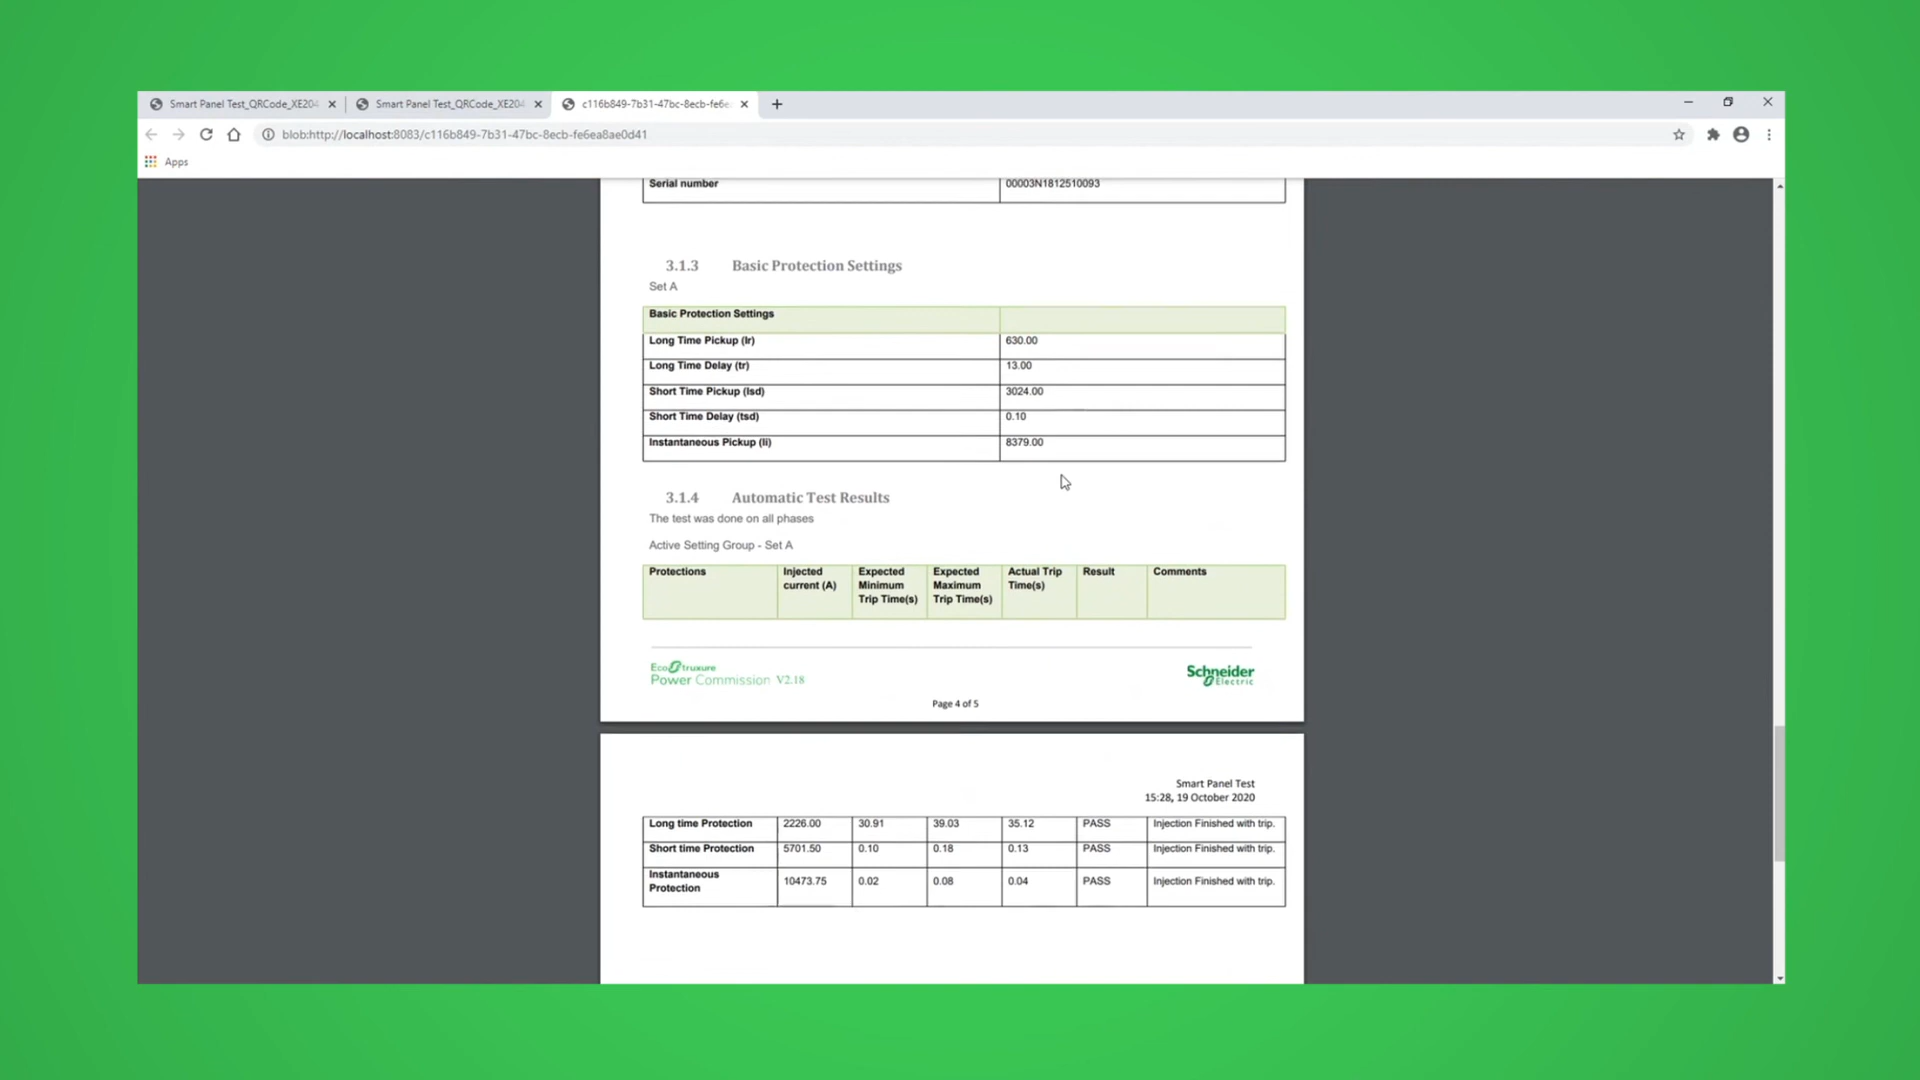 Smart Panel Test_QRCode_XE204
Smart Panel Test_QRCode_XE204
c116b849-7b31-47bc-8ecb-fe6e
blob:http://localhost:8083/c116b849-7b31-47bc-8ecb-fe6ea8ae0d41
Apps
Serial number 00003N1812510093
3.1.3 Basic Protection Settings
Set A
Basic Protection Settings
Long Time Pickup (Ir) 630.00
Long Time Delay (tr) 13.00
Short Time Pickup (Isd) 3024.00
Short Time Delay (tsd) 0.10
Instantaneous Pickup (Ii) 8379.00
3.1.4 Automatic Test Results
The test was done on all phases
Active Setting Group - Set A
Protections Injected current (A) Expected Minimum Trip Time(s) Expected Maximum Trip Time(s) Actual Trip Time(s) Result Comments
EcoStruxure
Power Commission V2.18
Schneider
Electric
Page 4 of 5
Smart Panel Test
15:28, 19 October 2020
Long time Protection 2226.00 30.91 39.03 35.12 PASS Injection Finished with trip.
Short time Protection 5701.50 0.10 0.18 0.13 PASS Injection Finished with trip.
Instantaneous Protection 10473.75 0.02 0.08 0.04 PASS Injection Finished with trip.